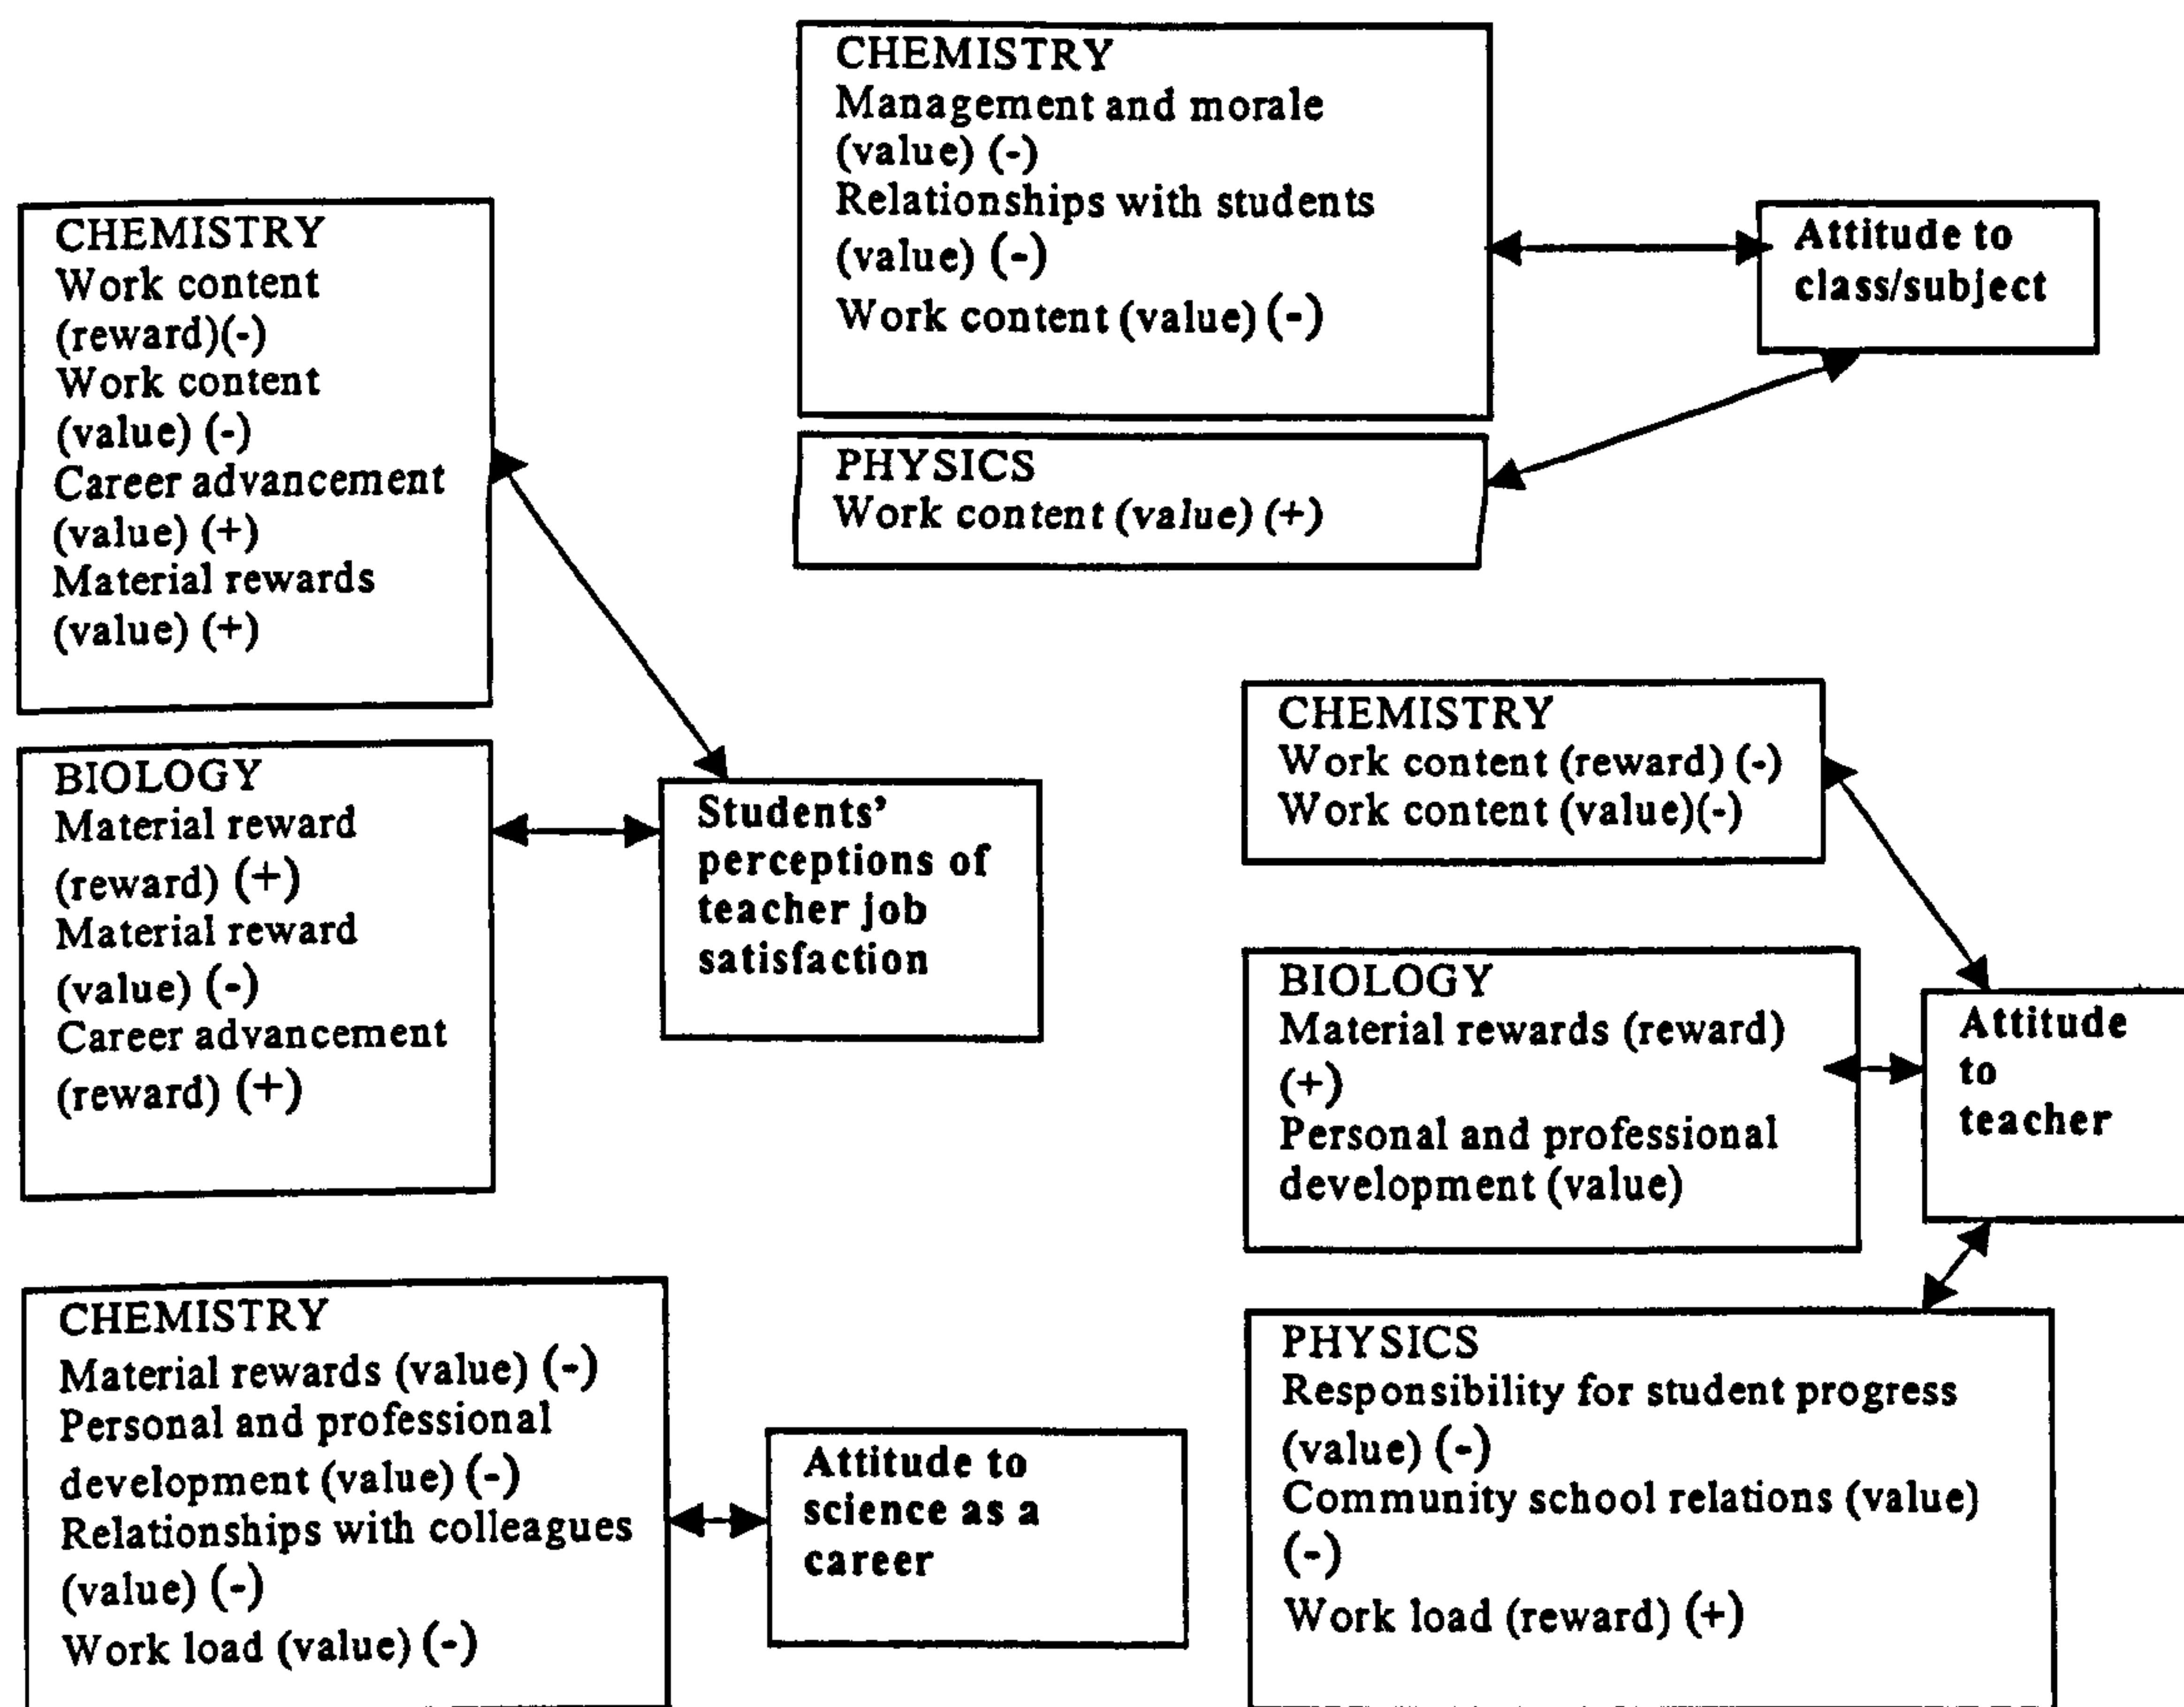 CHEMISTRY
Management and morale
(value) (-)
Relationships with students
(value) (-)
Work content (value) (-)
Attitude to
class/subject
PHYSICS
Work content (value) (+)
CHEMISTRY
Work content
(reward)(-)
Work content
(value) (-)
Career advancement
(value) (+)
Material rewards
(value) (+)
BIOLOGY
Material reward
(reward) (+)
Material reward
(value) (-)
Career advancement
(reward) (+)
Students’
perceptions of
teacher job
satisfaction
CHEMISTRY
Work content (reward) (-)
Work content (value)(-)
BIOLOGY
Material rewards (reward)
(+)
Personal and professional
development (value)
Attitude
to
teacher
CHEMISTRY
Material rewards (value) (-)
Personal and professional
development (value) (-)
Relationships with colleagues
(value) (-)
Work load (value) (-)
Attitude to
science as a
career
PHYSICS
Responsibility for student progress
(value) (-)
Community school relations (value)
(-)
Work load (reward) (+)